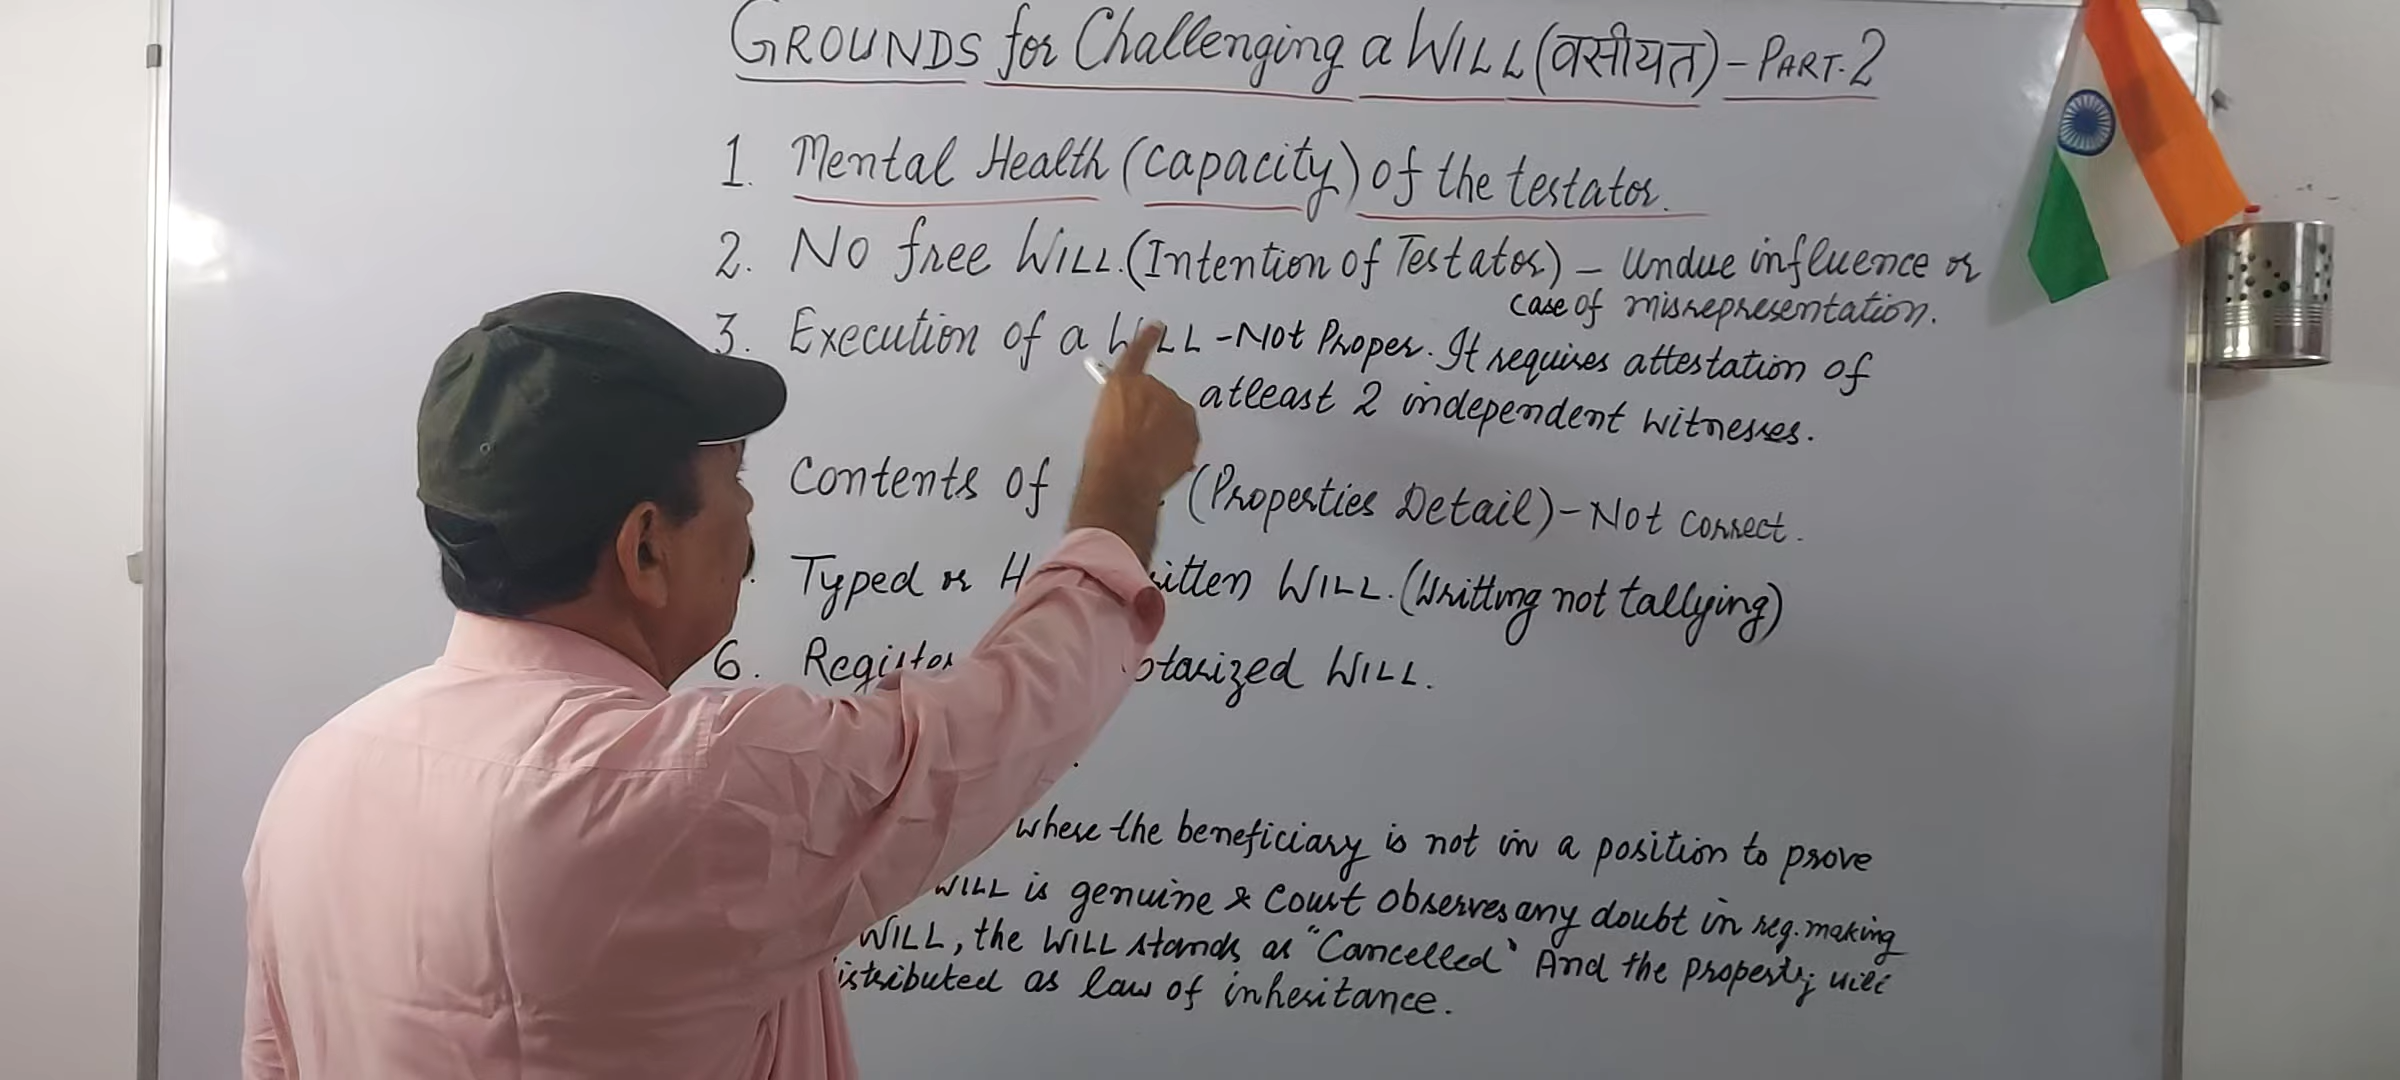 GROUNDS for Challenging a WILL (वसीयत) - PART. 2
1. Mental Health (capacity) of the testator.
2. No free WILL. (Intention of Testator) - Undue influence or
case of misrepresentation.
3. Execution of a WILL - Not Proper. It requires attestation of
atleast 2 independent witnesses.
Contents of (Properties Detail) - Not correct.
Typed or WILL. (Writting not tallying)
6. WILL.
where the beneficiary is not in a position to prove
WILL is genuine & Court observes any doubt in reg. making
WILL, the WILL stands as "Cancelled" And the property will
as law of inheritance.